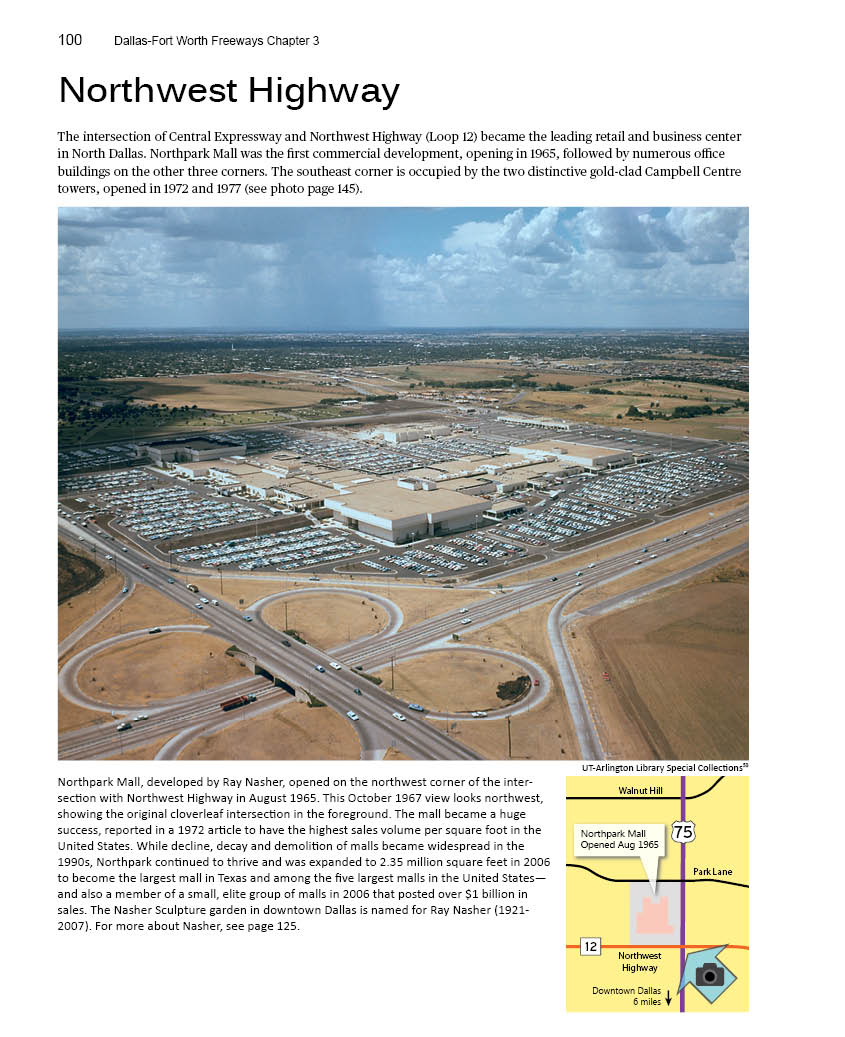 100 Dallas-Fort Worth Freeways Chapter 3
Northwest Highway
The intersection of Central Expressway and Northwest Highway (Loop 12) became the leading retail and business center
in North Dallas. Northpark Mall was the first commercial development, opening in 1965, followed by numerous office
buildings on the other three corners. The southeast corner is occupied by the two distinctive gold-clad Campbell Centre
towers, opened in 1972 and 1977 (see photo page 145).
UT-Arlington Library Special Collections
Northpark Mall, developed by Ray Nasher, opened on the northwest corner of the inter-
section with Northwest Highway in August 1965. This October 1967 view looks northwest,
showing the original cloverleaf intersection in the foreground. The mall became a huge
success, reported in a 1972 article to have the highest sales volume per square foot in the
United States. While decline, decay and demolition of malls became widespread in the
1990s, Northpark continued to thrive and was expanded to 2.35 million square feet in 2006
to become the largest mall in Texas and among the five largest malls in the United States—
and also a member of a small, elite group of malls in 2006 that posted over $1 billion in
sales. The Nasher Sculpture garden in downtown Dallas is named for Ray Nasher (1921-
2007). For more about Nasher, see page 125.
Walnut Hill
75
Northpark Mall
Opened Aug 1965
Park Lane
12
Northwest
Highway
Downtown Dallas
6 miles